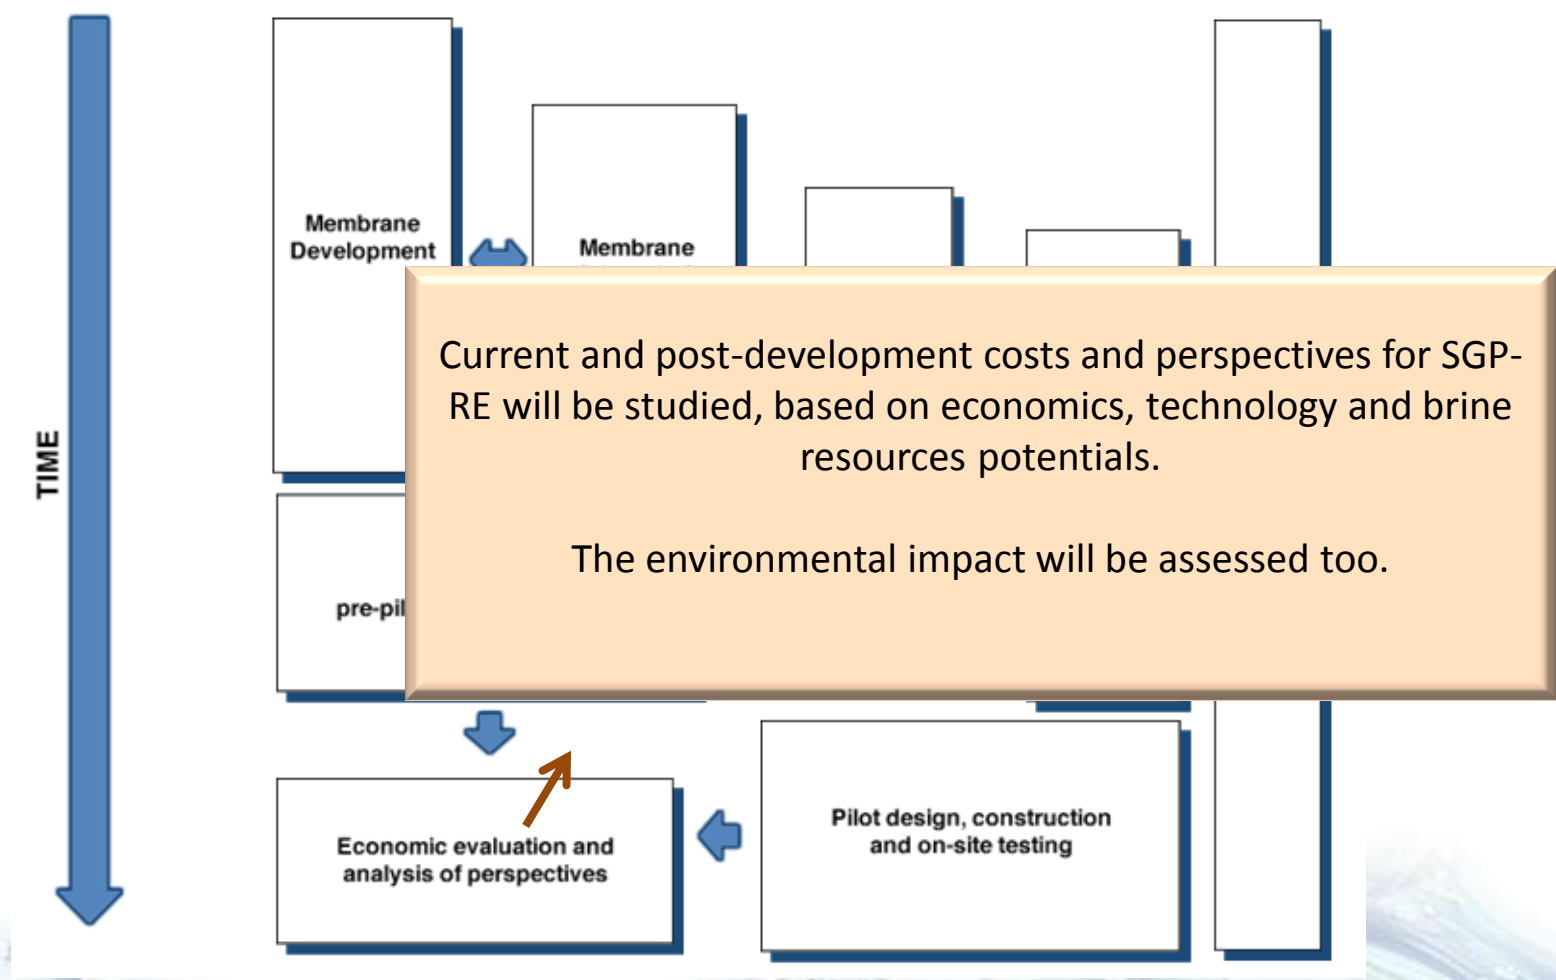 Membrane
Development
Membrane
TIME
Current and post-development costs and perspectives for SGP-
RE will be studied, based on economics, technology and brine
resources potentials.
The environmental impact will be assessed too.
pre-pil
Economic evaluation and
analysis of perspectives
Pilot design, construction
and on-site testing